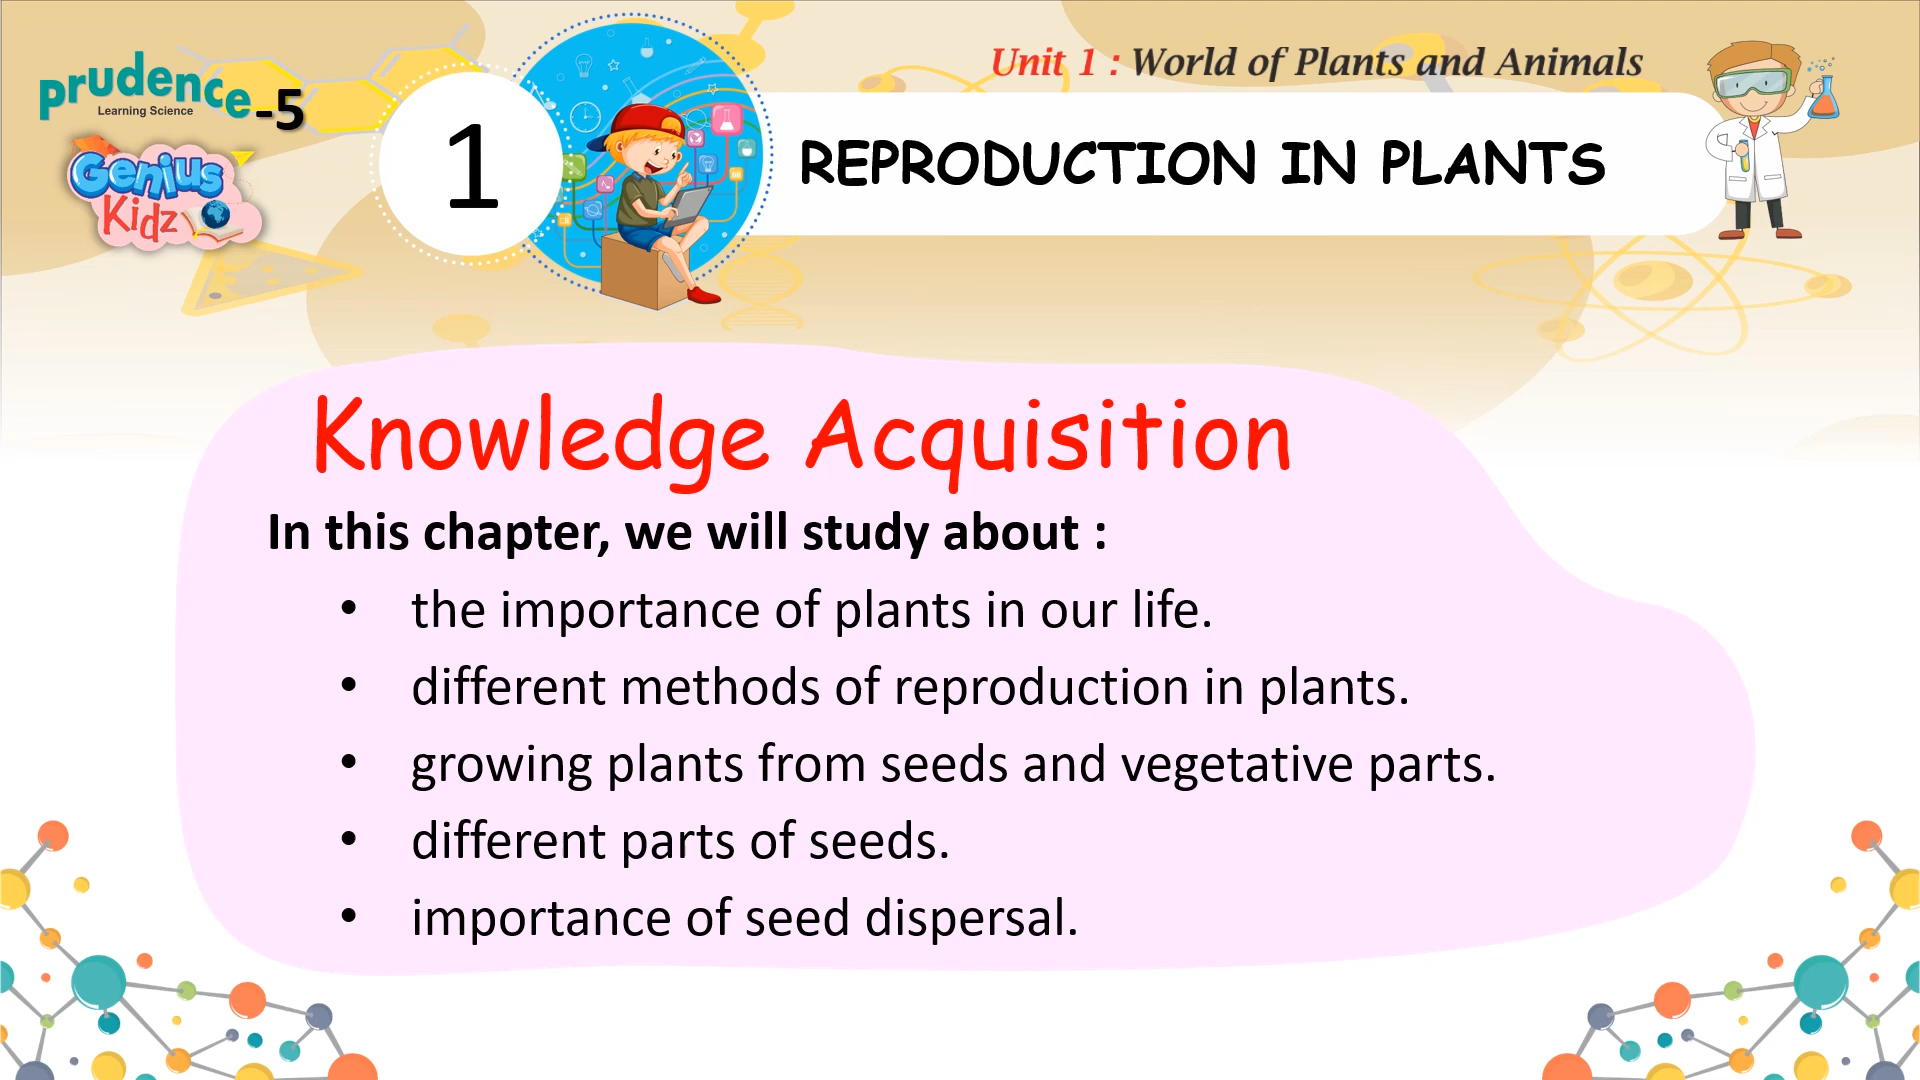 prudence-5
Learning Science
Genius
Kidz
Unit 1 : World of Plants and Animals
1
REPRODUCTION IN PLANTS
Knowledge Acquisition
In this chapter, we will study about :
• the importance of plants in our life.
• different methods of reproduction in plants.
• growing plants from seeds and vegetative parts.
• different parts of seeds.
• importance of seed dispersal.